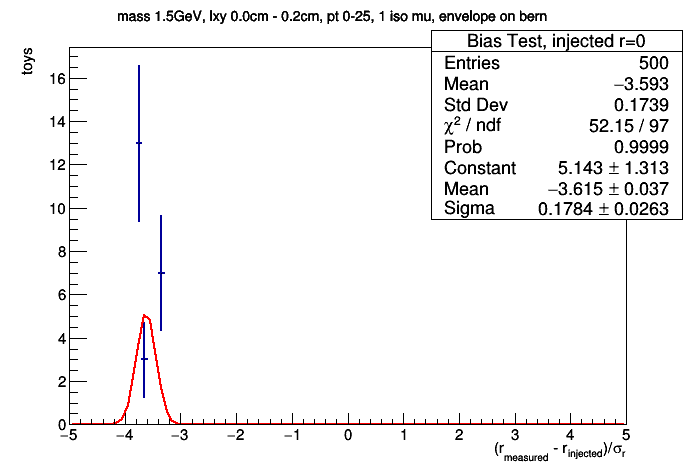 mass 1.5GeV, lxy 0.0cm - 0.2cm, pt 0-25, 1 iso mu, envelope on bern
Bias Test, injected r=0
Entries 500
Mean −3.593
Std Dev 0.1739
χ² / ndf 52.15 / 97
Prob 0.9999
Constant 5.143 ± 1.313
Mean −3.615 ± 0.037
Sigma 0.1784 ± 0.0263
toys
16
14
12
10
8
6
4
2
0
−5 −4 −3 −2 −1 0 1 2 3 4 5
(r_measured - r_injected)/σ_r